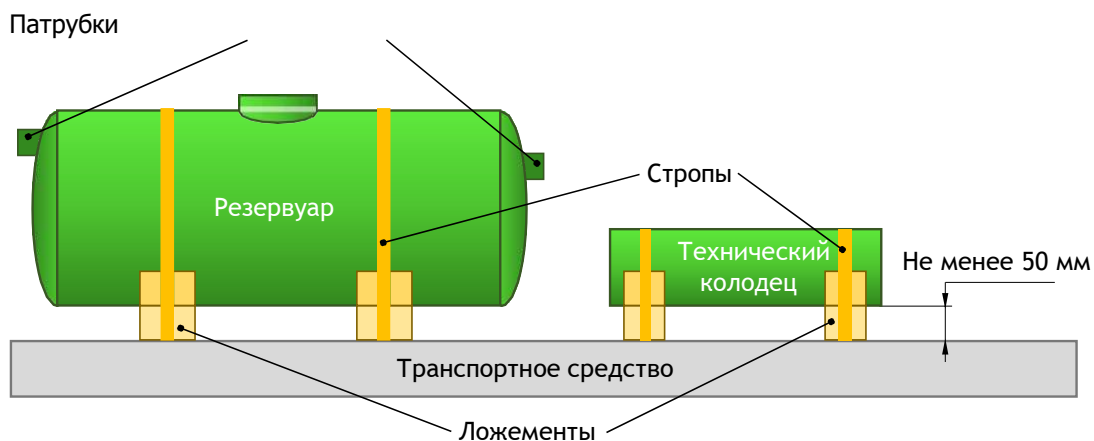 Патрубки
Стропы
Резервуар
Технический
колодец
Не менее 50 мм
Транспортное средство
Ложементы